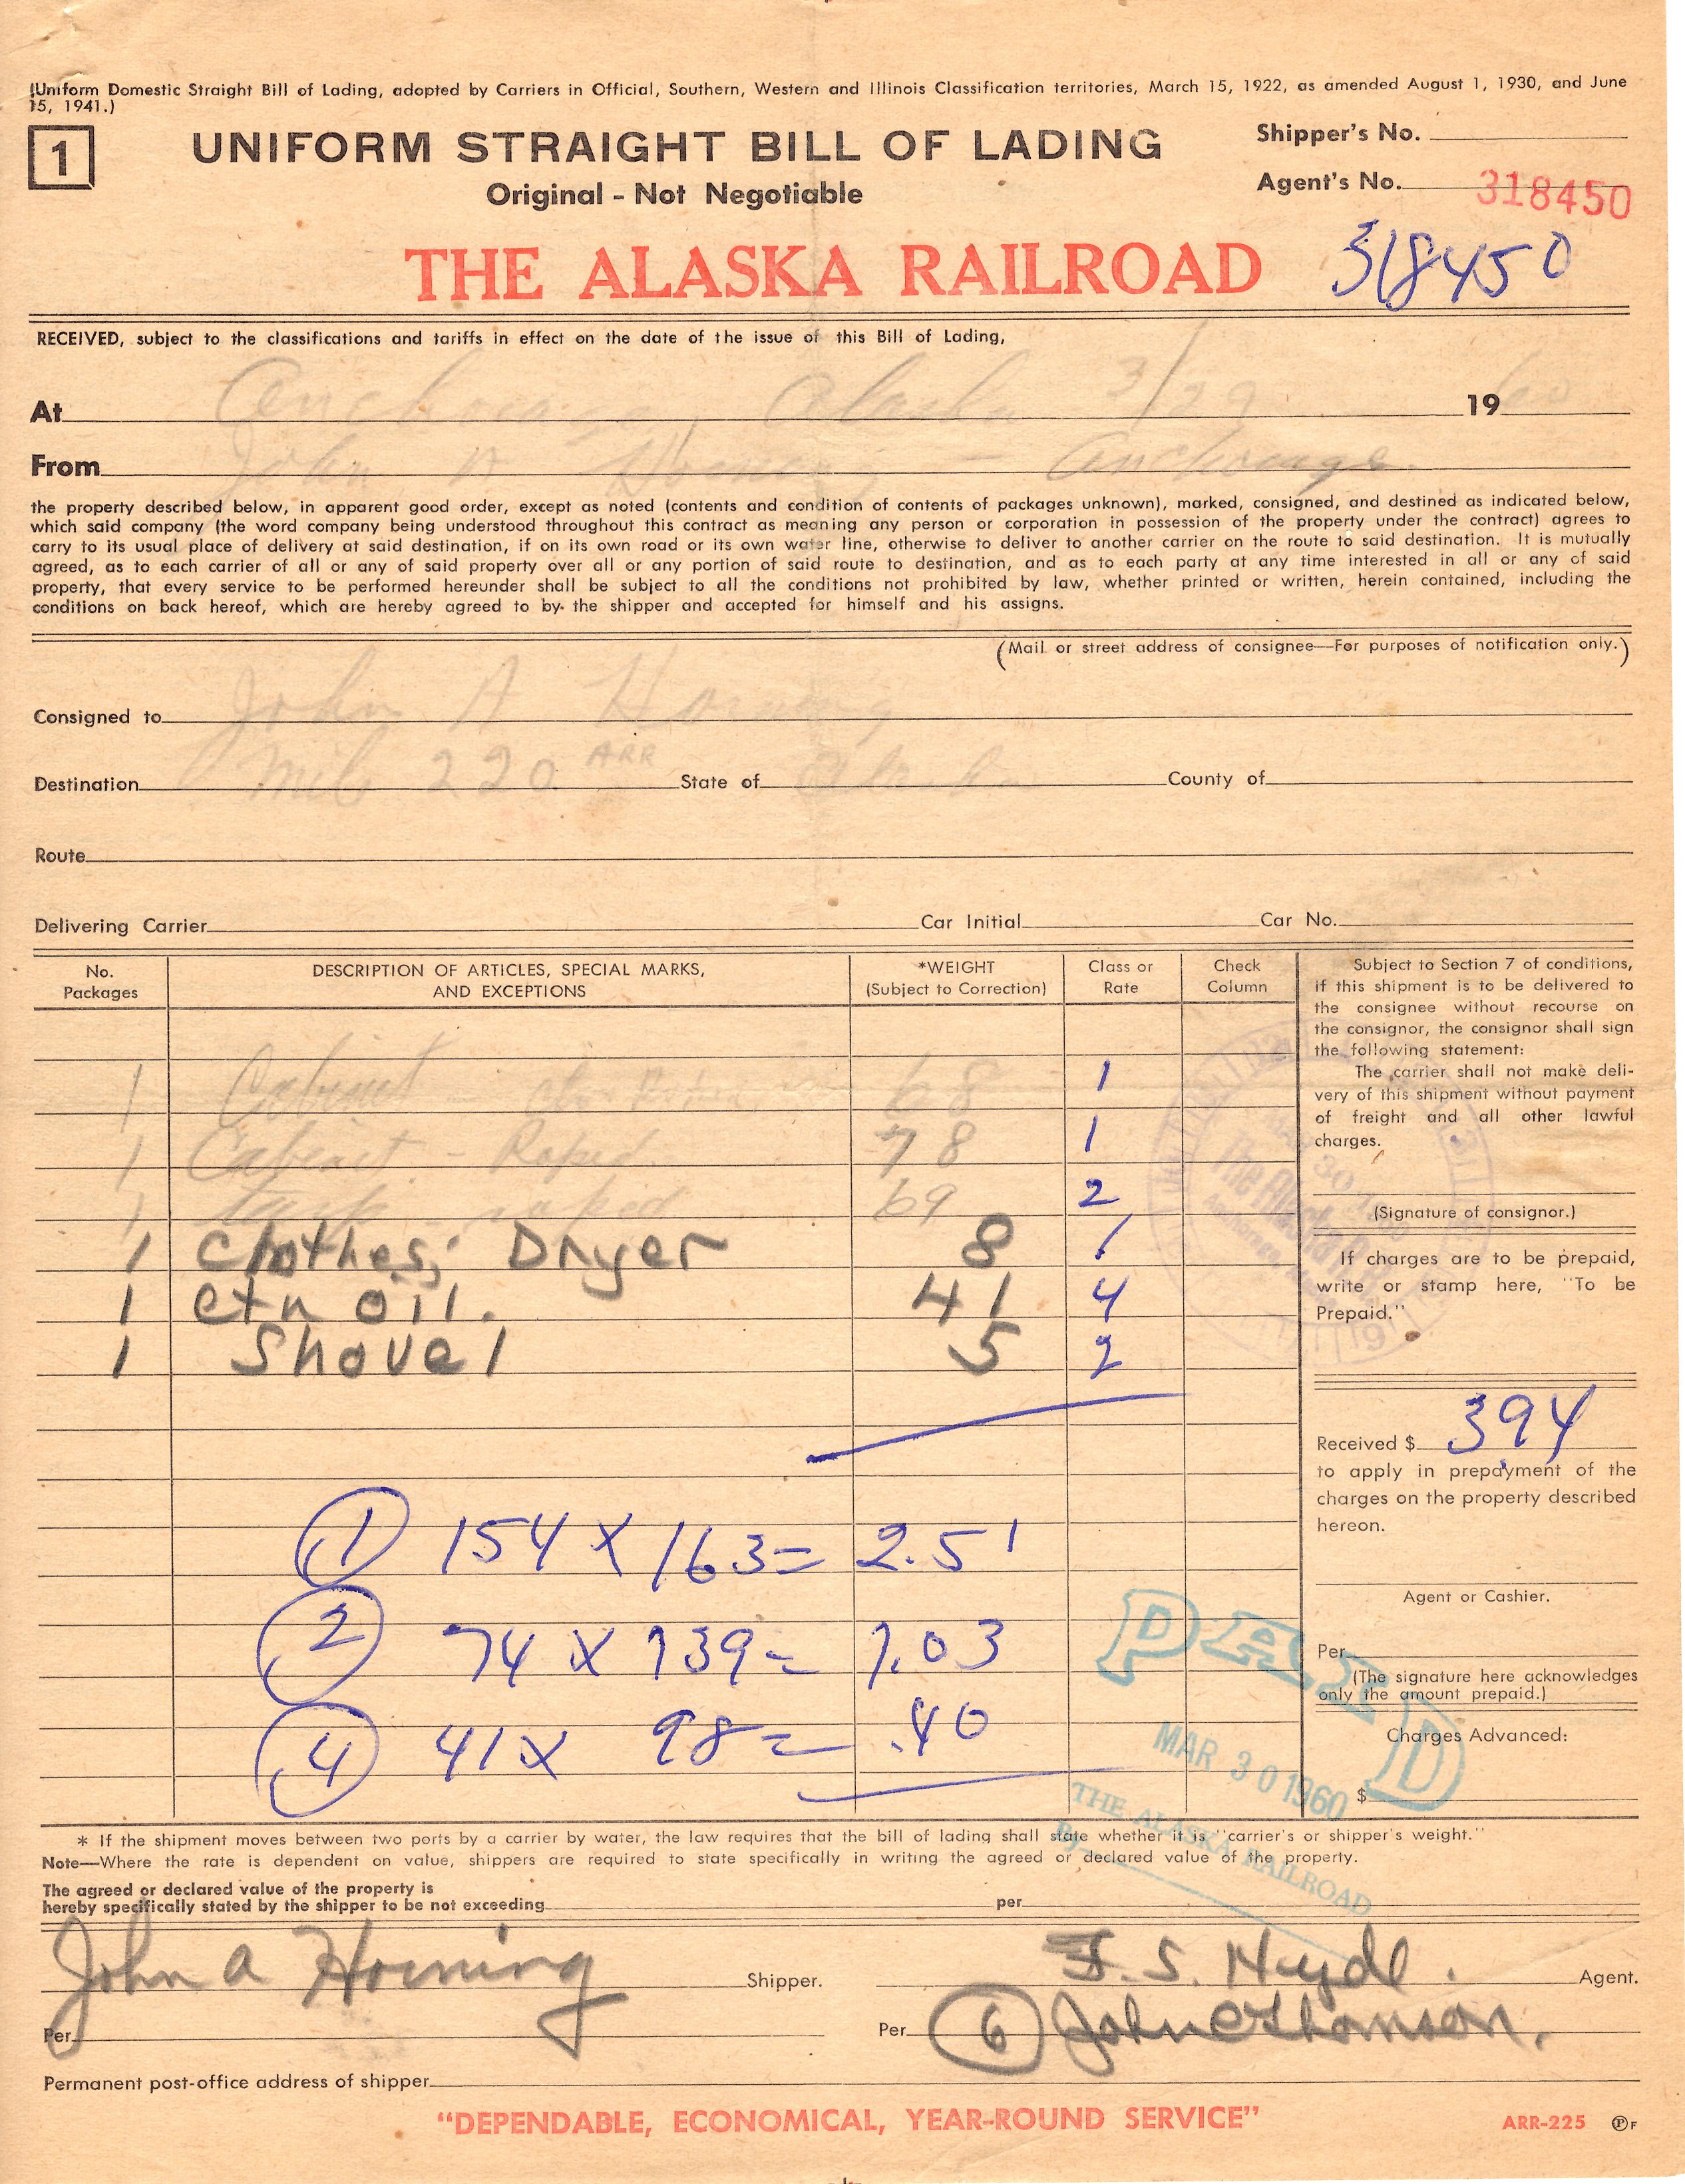 (Uniform Domestic Straight Bill of Lading, adopted by Carriers in Official, Southern, Western and Illinois Classification territories, March 15, 1922, as amended August 1, 1930, and June
15, 1941.)
1 UNIFORM STRAIGHT BILL OF LADING Shipper's No.
Original - Not Negotiable Agent's No. 318450
THE ALASKA RAILROAD 318450
RECEIVED, subject to the classifications and tariffs in effect on the date of the issue of this Bill of Lading,
At Anchorage, Alaska 3/29 1960
From John A Horning - Anchorage
the property described below, in apparent good order, except as noted (contents and condition of contents of packages unknown), marked, consigned, and destined as indicated below,
which said company (the word company being understood throughout this contract as meaning any person or corporation in possession of the property under the contract) agrees to
carry to its usual place of delivery at said destination, if on its own road or its own water line, otherwise to deliver to another carrier on the route to said destination. It is mutually
agreed, as to each carrier of all or any of said property over all or any portion of said route to destination, and as to each party at any time interested in all or any of said
property, that every service to be performed hereunder shall be subject to all the conditions not prohibited by law, whether printed or written, herein contained, including the
conditions on back hereof, which are hereby agreed to by the shipper and accepted for himself and his assigns.
(Mail or street address of consignee—For purposes of notification only.)
Consigned to John A Horning
Destination Mile 220 ARR State of Alaska County of
Route
Delivering Carrier Car Initial Car No.
No. Packages DESCRIPTION OF ARTICLES, SPECIAL MARKS, AND EXCEPTIONS *WEIGHT (Subject to Correction) Class or Rate Check Column
1 Cabinet 68 1
1 Cabinet - Roped 78 1
1 roped 69 2
1 Clothes; Dryer 8 1
1 ctn oil. 41 4
1 Shovel 5 2
1 154 X 163 = 2.51
2 74 X 139 = 1.03
4 41 X 98 = .40
Subject to Section 7 of conditions,
if this shipment is to be delivered to
the consignee without recourse on
the consignor, the consignor shall sign
the following statement:
The carrier shall not make deli-
very of this shipment without payment
of freight and all other lawful
charges.
(Signature of consignor.)
If charges are to be prepaid,
write or stamp here, "To be
Prepaid."
Received $ 394
to apply in prepayment of the
charges on the property described
hereon.
Agent or Cashier.
Per
(The signature here acknowledges
only the amount prepaid.)
Charges Advanced:
$
PAID
MAR 30 1960
THE ALASKA RAILROAD
By
* If the shipment moves between two ports by a carrier by water, the law requires that the bill of lading shall state whether it is "carrier's or shipper's weight."
Note—Where the rate is dependent on value, shippers are required to state specifically in writing the agreed or declared value of the property.
The agreed or declared value of the property is
hereby specifically stated by the shipper to be not exceeding per
John A Horning Shipper. F. S. Hyde. Agent.
Per Per 6 John C Thomson.
Permanent post-office address of shipper
"DEPENDABLE, ECONOMICAL, YEAR-ROUND SERVICE" ARR-225 P F